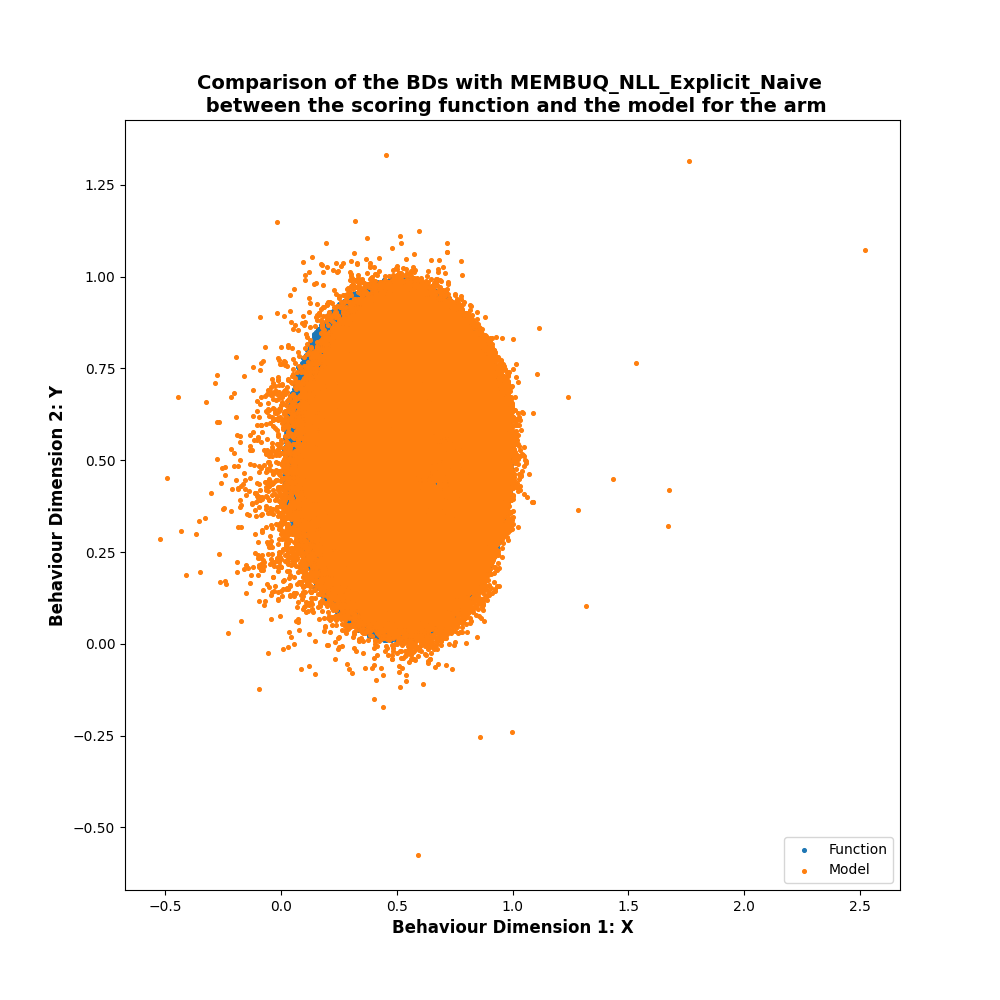 Comparison of the BDs with MEMBUQ_NLL_Explicit_Naive
between the scoring function and the model for the arm
1.25
1.00
0.75
0.50
0.25
0.00
−0.25
−0.50
Behaviour Dimension 2: Y
Function
Model
−0.5
0.0
0.5
1.0
1.5
2.0
2.5
Behaviour Dimension 1: X